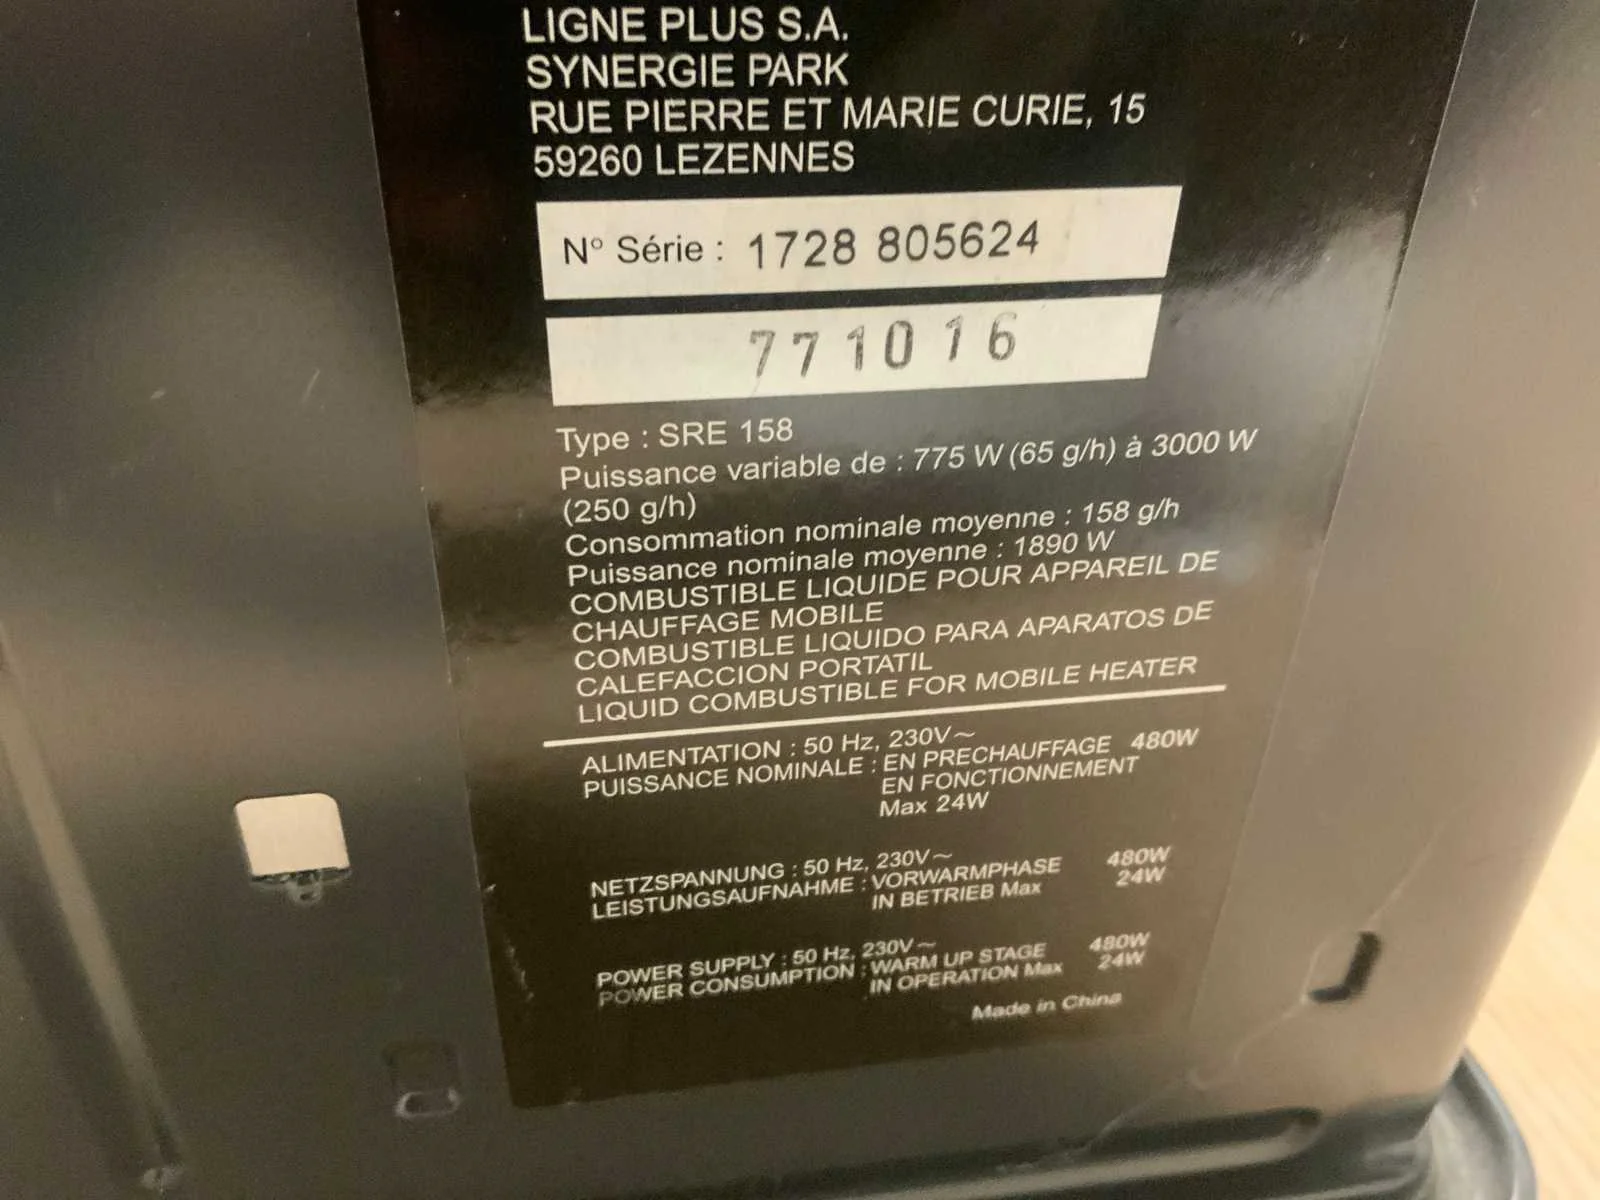 LIGNE PLUS S.A.
SYNERGIE PARK
RUE PIERRE ET MARIE CURIE, 15
59260 LEZENNES
N° Série : 1728 805624
771016
Type : SRE 158
Puissance variable de : 775 W (65 g/h) à 3000 W
(250 g/h)
Consommation nominale moyenne : 158 g/h
Puissance nominale moyenne : 1890 W
COMBUSTIBLE LIQUIDE POUR APPAREIL DE
CHAUFFAGE MOBILE
COMBUSTIBLE LIQUIDO PARA APARATOS DE
CALEFACCION PORTATIL
LIQUID COMBUSTIBLE FOR MOBILE HEATER
ALIMENTATION : 50 Hz, 230V~
PUISSANCE NOMINALE : EN PRECHAUFFAGE 480W
EN FONCTIONNEMENT
Max 24W
NETZSPANNUNG : 50 Hz, 230V~
LEISTUNGSAUFNAHME : VORWARMPHASE 480W
IN BETRIEB Max 24W
POWER SUPPLY : 50 Hz, 230V~
POWER CONSUMPTION : WARM UP STAGE 480W
IN OPERATION Max 24W
Made in China